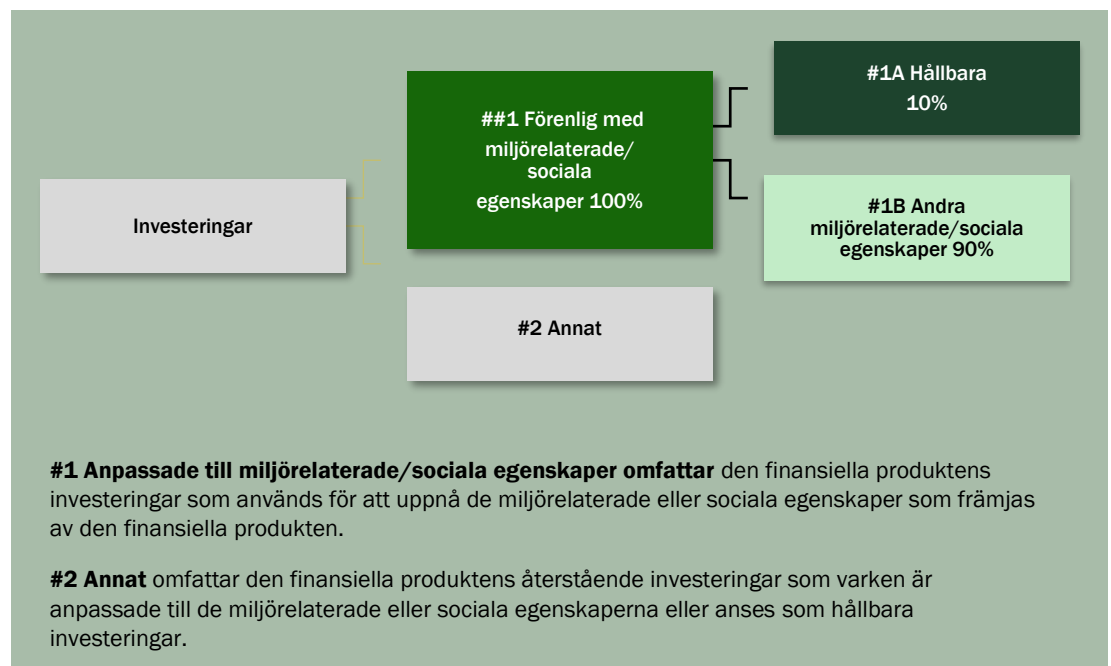 #1A Hållbara
10%
##1 Förenlig med
miljörelaterade/
sociala
egenskaper 100%
Investeringar
#1B Andra
miljörelaterade/sociala
egenskaper 90%
#2 Annat
#1 Anpassade till miljörelaterade/sociala egenskaper omfattar den finansiella produktens
investeringar som används för att uppnå de miljörelaterade eller sociala egenskaper som främjas
av den finansiella produkten.
#2 Annat omfattar den finansiella produktens återstående investeringar som varken är
anpassade till de miljörelaterade eller sociala egenskaperna eller anses som hållbara
investeringar.